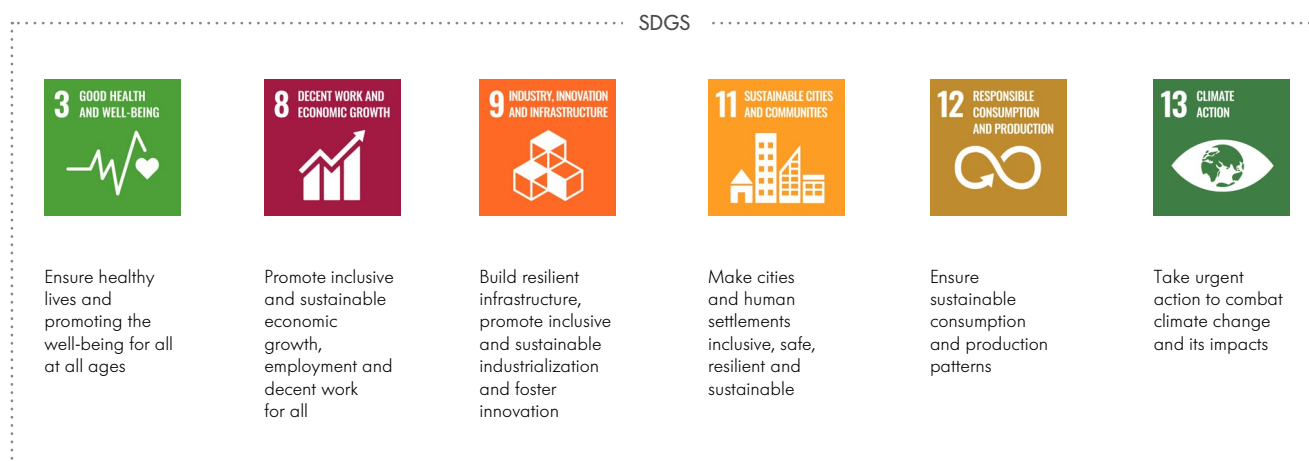 SDGS
3 GOOD HEALTH
AND WELL-BEING
8 DECENT WORK AND
ECONOMIC GROWTH
9 INDUSTRY, INNOVATION
AND INFRASTRUCTURE
11 SUSTAINABLE CITIES
AND COMMUNITIES
12 RESPONSIBLE
CONSUMPTION
AND PRODUCTION
13 CLIMATE
ACTION
Ensure healthy
lives and
promoting the
well-being for all
at all ages
Promote inclusive
and sustainable
economic
growth,
employment and
decent work
for all
Build resilient
infrastructure,
promote inclusive
and sustainable
industrialization
and foster
innovation
Make cities
and human
settlements
inclusive, safe,
resilient and
sustainable
Ensure
sustainable
consumption
and production
patterns
Take urgent
action to combat
climate change
and its impacts